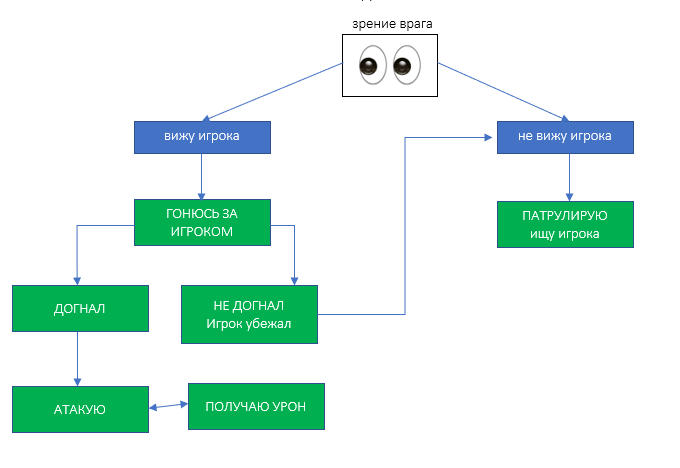 зрение врага
вижу игрока
не вижу игрока
ГОНЮСЬ ЗА
ИГРОКОМ
ПАТРУЛИРУЮ
ищу игрока
ДОГНАЛ
НЕ ДОГНАЛ
Игрок убежал
АТАКУЮ
ПОЛУЧАЮ УРОН